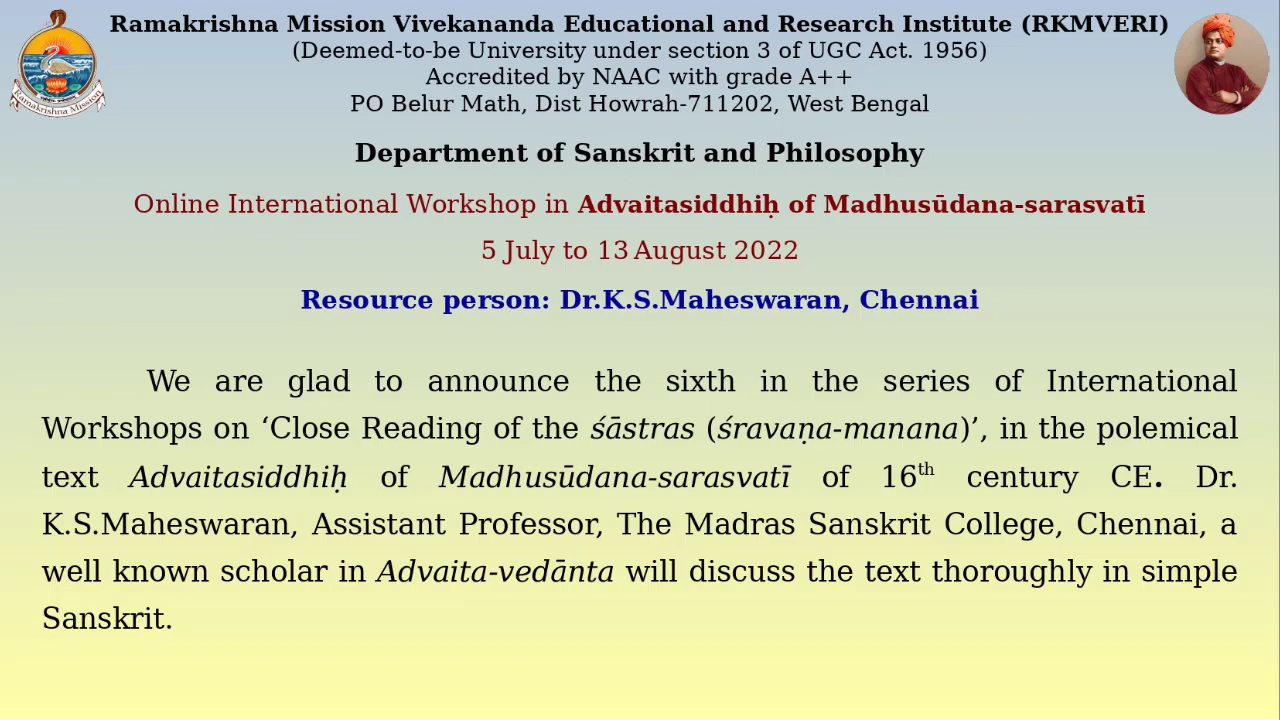 Ramakrishna Mission Vivekananda Educational and Research Institute (RKMVERI)
(Deemed-to-be University under section 3 of UGC Act. 1956)
Accredited by NAAC with grade A++
PO Belur Math, Dist Howrah-711202, West Bengal
Ramakrishna Mission
Department of Sanskrit and Philosophy
Online International Workshop in Advaitasiddhiḥ of Madhusūdana-sarasvatī
5 July to 13 August 2022
Resource person: Dr.K.S.Maheswaran, Chennai
We are glad to announce the sixth in the series of International
Workshops on ‘Close Reading of the śāstras (śravaṇa-manana)’, in the polemical
text Advaitasiddhiḥ of Madhusūdana-sarasvatī of 16th century CE. Dr.
K.S.Maheswaran, Assistant Professor, The Madras Sanskrit College, Chennai, a
well known scholar in Advaita-vedānta will discuss the text thoroughly in simple
Sanskrit.